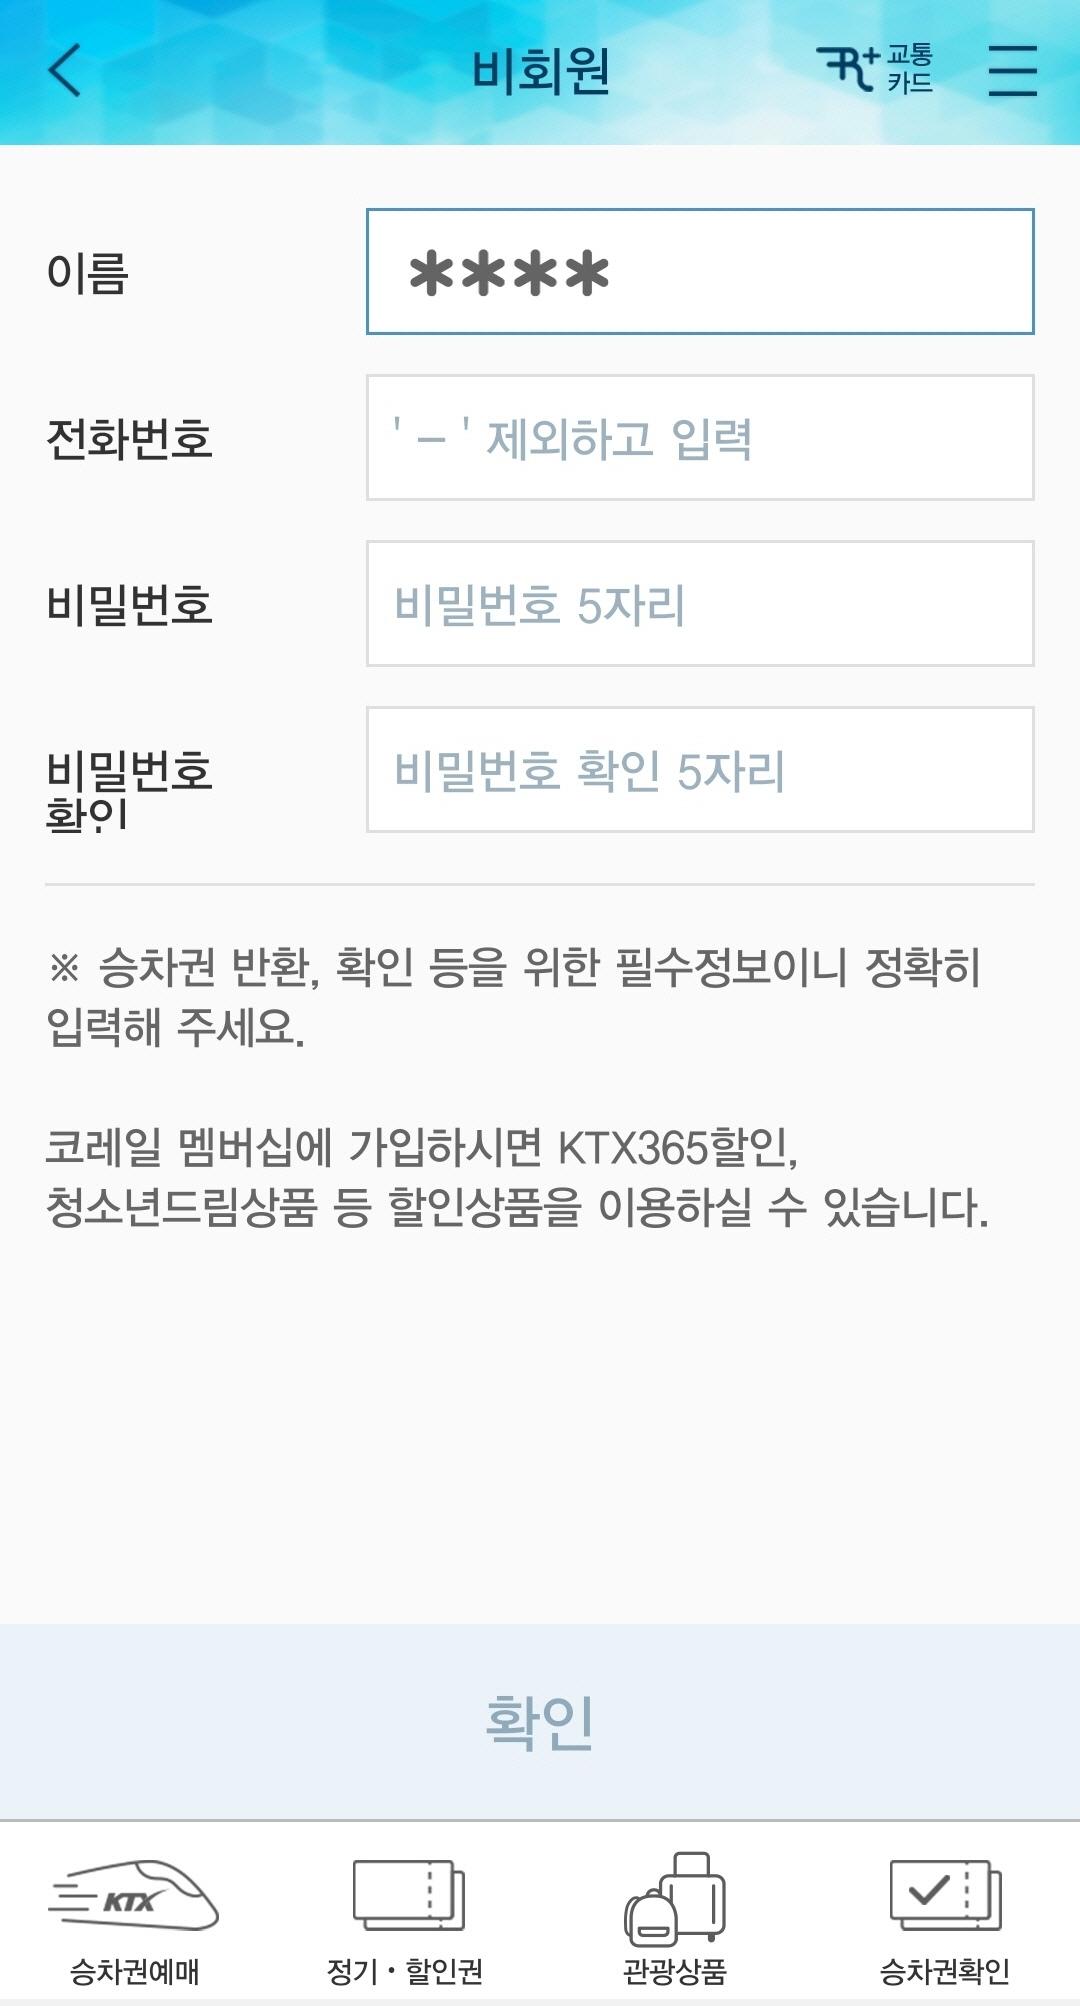 비회원
R+ 교통
카드
이름
****
전화번호
' - ' 제외하고 입력
비밀번호
비밀번호 5자리
비밀번호
확인
비밀번호 확인 5자리
※ 승차권 반환, 확인 등을 위한 필수정보이니 정확히
입력해 주세요.
코레일 멤버십에 가입하시면 KTX365할인,
청소년드림상품 등 할인상품을 이용하실 수 있습니다.
확인
KTX
승차권예매
정기・할인권
관광상품
승차권확인